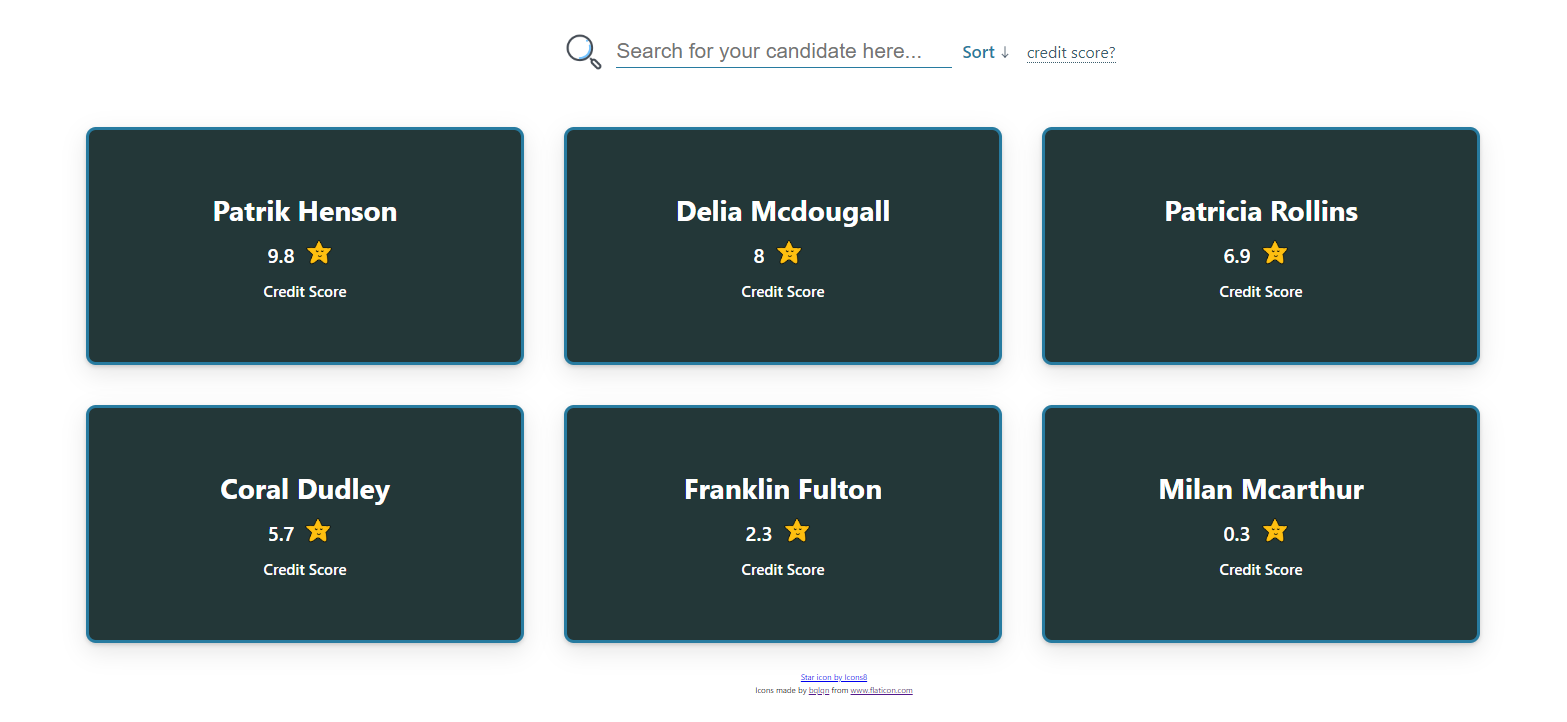 Search for your candidate here... Sort ↓ credit score?
Patrik Henson Delia Mcdougall Patricia Rollins
9.8 8 6.9
Credit Score Credit Score Credit Score
Coral Dudley Franklin Fulton Milan Mcarthur
5.7 2.3 0.3
Credit Score Credit Score Credit Score
Star icon by Icons8
Icons made by bqlqn from www.flaticon.com